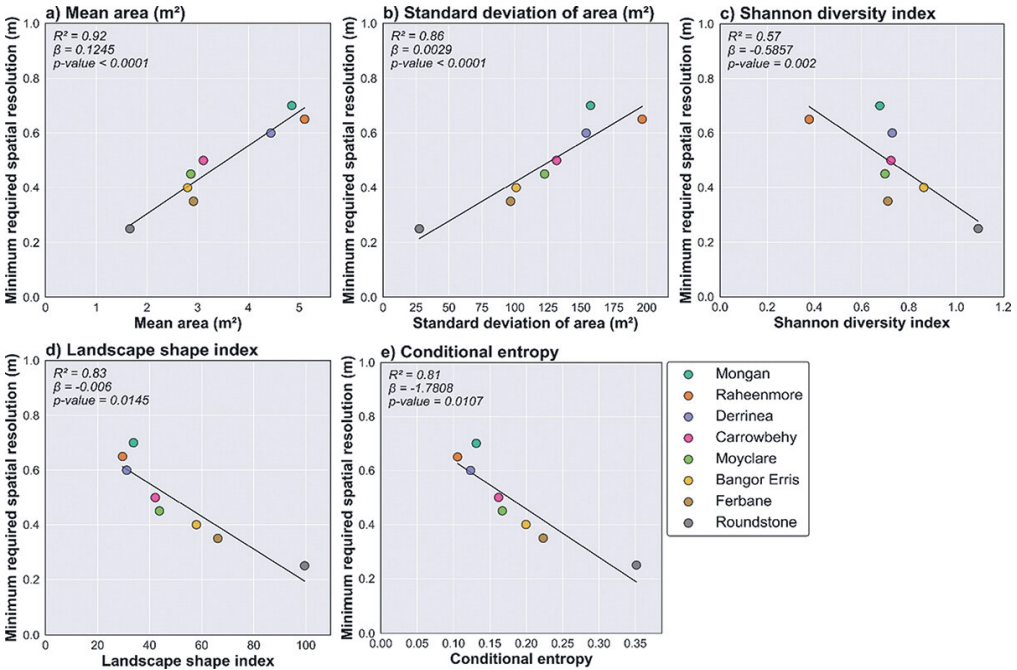 a) Mean area (m²)
R² = 0.92
β = 0.1245
p-value < 0.0001
Minimum required spatial resolution (m)
1.0
0.8
0.6
0.4
0.2
0.0
0 1 2 3 4 5
Mean area (m²)
b) Standard deviation of area (m²)
R² = 0.86
β = 0.0029
p-value < 0.0001
Minimum required spatial resolution (m)
1.0
0.8
0.6
0.4
0.2
0.0
0 25 50 75 100 125 150 175 200
Standard deviation of area (m²)
c) Shannon diversity index
R² = 0.57
β = -0.5857
p-value = 0.002
Minimum required spatial resolution (m)
1.0
0.8
0.6
0.4
0.2
0.0
0.0 0.2 0.4 0.6 0.8 1.0 1.2
Shannon diversity index
d) Landscape shape index
R² = 0.83
β = -0.006
p-value = 0.0145
Minimum required spatial resolution (m)
1.0
0.8
0.6
0.4
0.2
0.0
0 20 40 60 80 100
Landscape shape index
e) Conditional entropy
R² = 0.81
β = -1.7808
p-value = 0.0107
Minimum required spatial resolution (m)
1.0
0.8
0.6
0.4
0.2
0.0
0.00 0.05 0.10 0.15 0.20 0.25 0.30 0.35
Conditional entropy
Mongan
Raheenmore
Derrinea
Carrowbehy
Moyclare
Bangor Erris
Ferbane
Roundstone